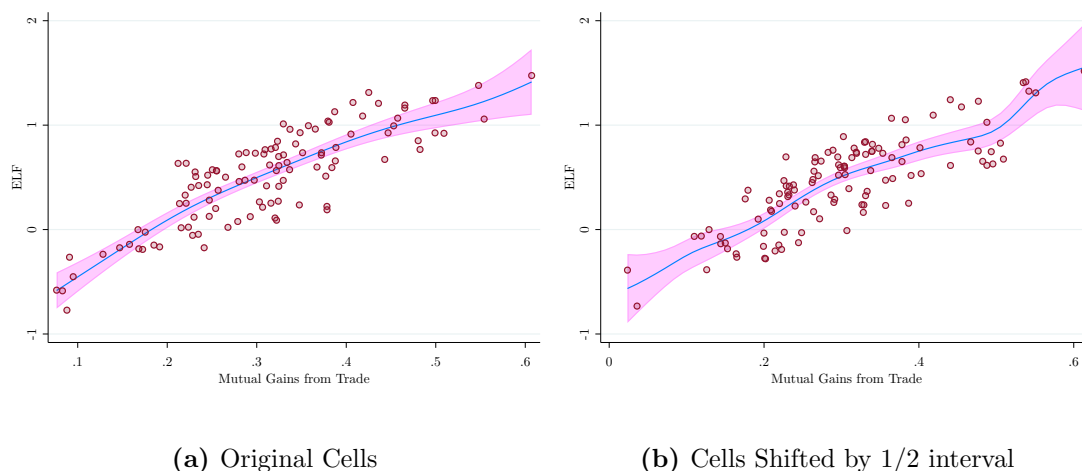 2
1
0
-1
ELF
.1 .2 .3 .4 .5 .6
Mutual Gains from Trade
(a) Original Cells
2
1
0
-1
ELF
0 .2 .4 .6
Mutual Gains from Trade
(b) Cells Shifted by 1/2 interval